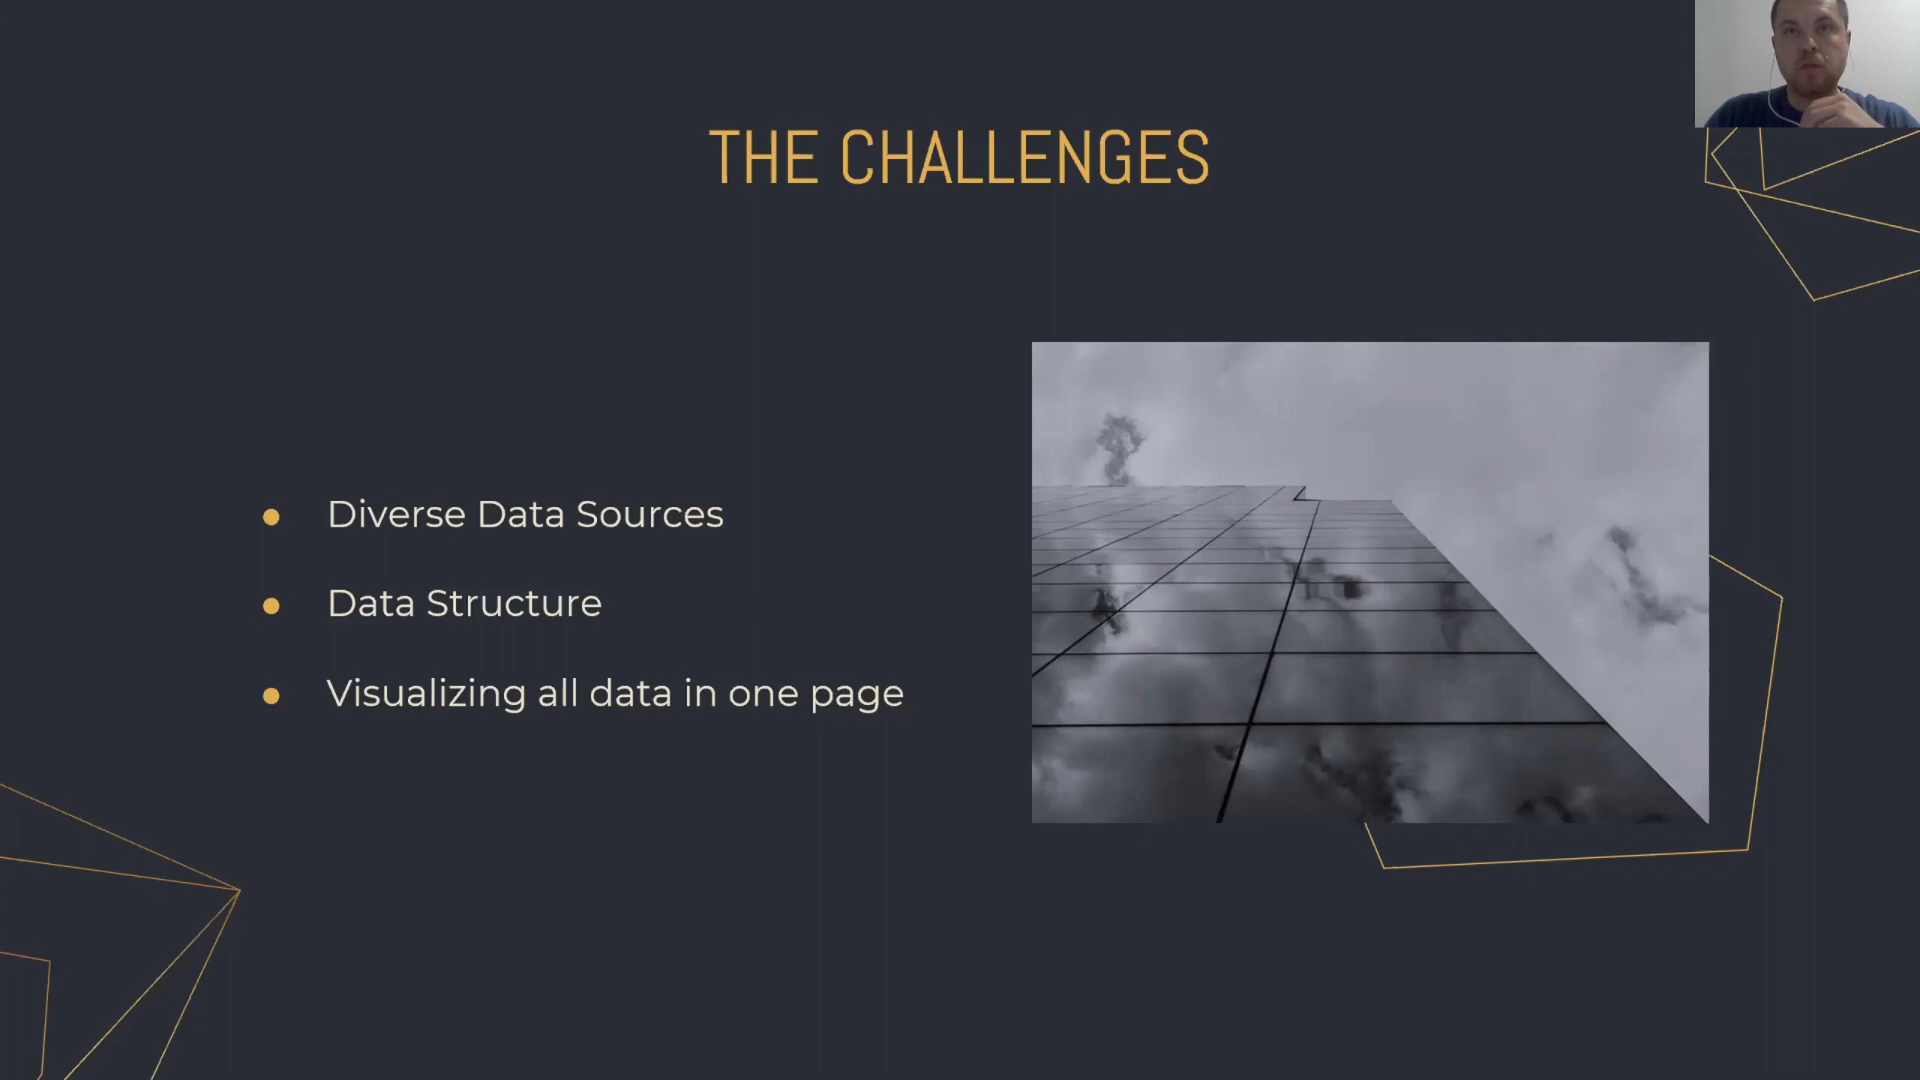 THE CHALLENGES
Diverse Data Sources
Data Structure
Visualizing all data in one page